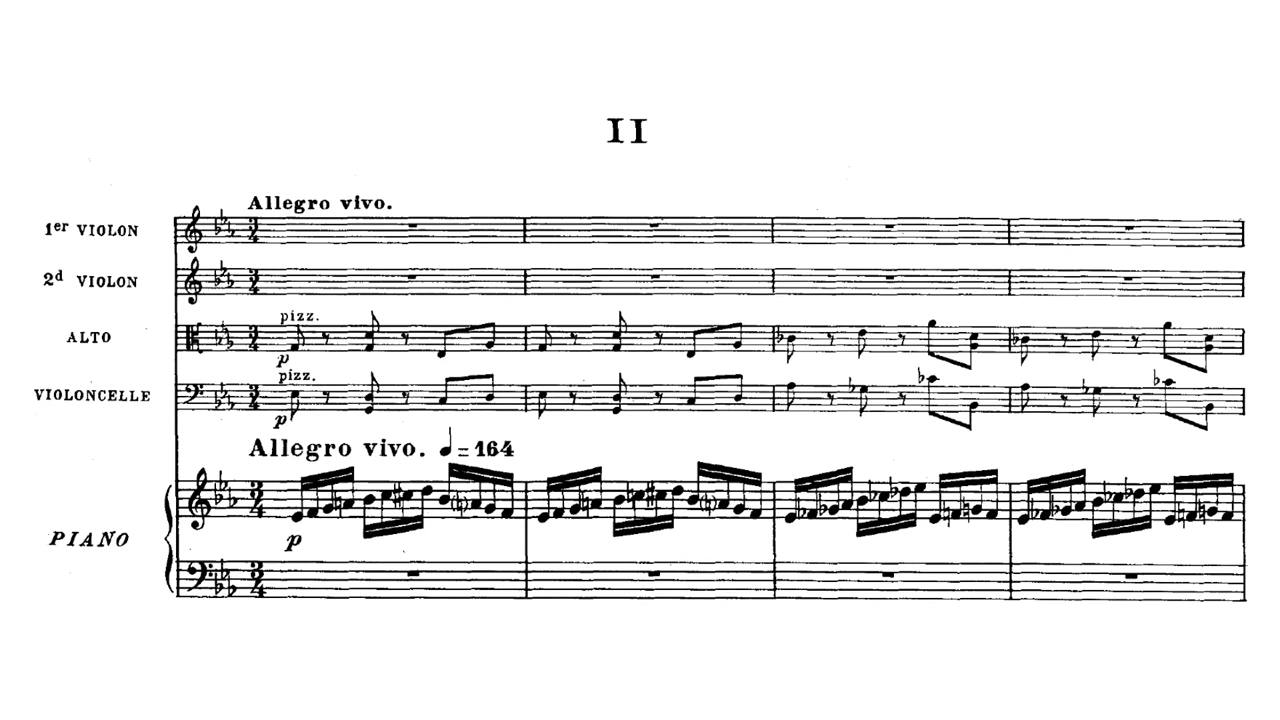 II
Allegro vivo.
1er VIOLON
2d VIOLON
pizz.
ALTO
p
pizz.
VIOLONCELLE
p
Allegro vivo. ♩ = 164
PIANO
p